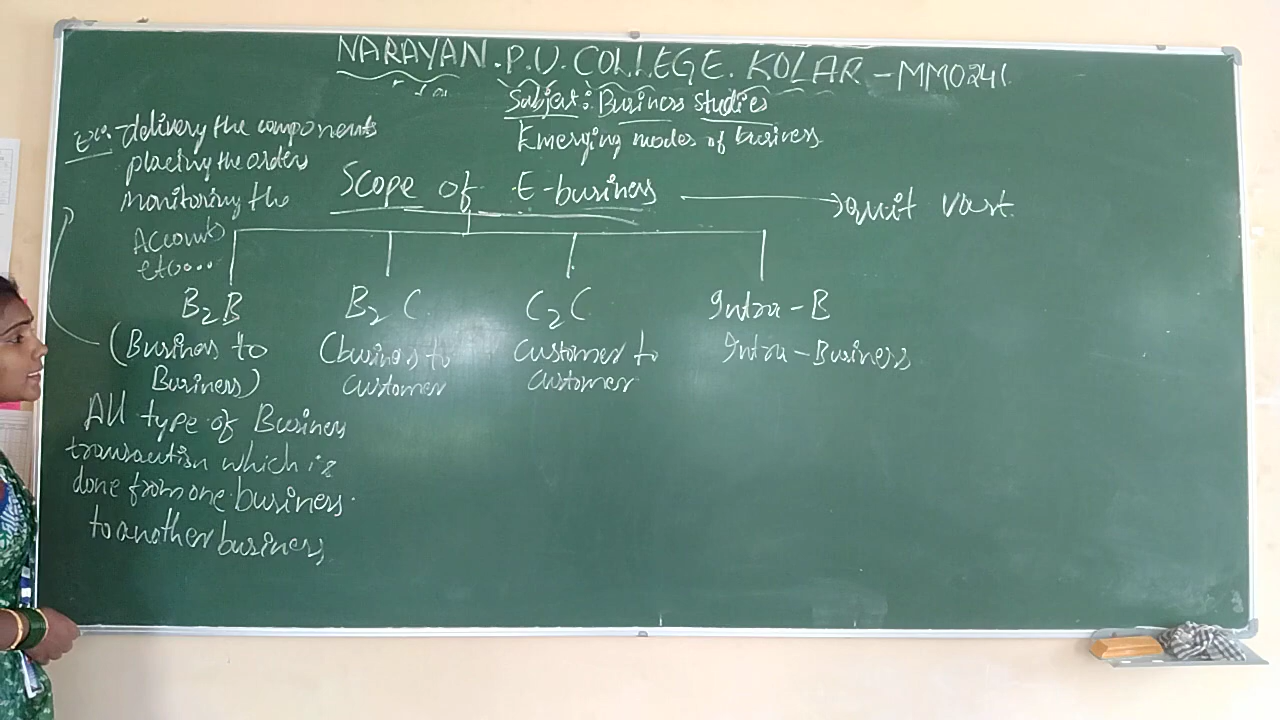 NARAYAN. P.U. COLLEGE. KOLAR - MM0241
Subject: Business studies
Emerging modes of business
Ex: delivery the components
placing the orders
monitoring the
Accounts
etc....
Scope of E-business → quit vast.
B2B B2C C2C Intra-B
(Business to Business) (business to customer customer to customer Intra-Business
All type of Business
transaction which is
done from one business
to another business.